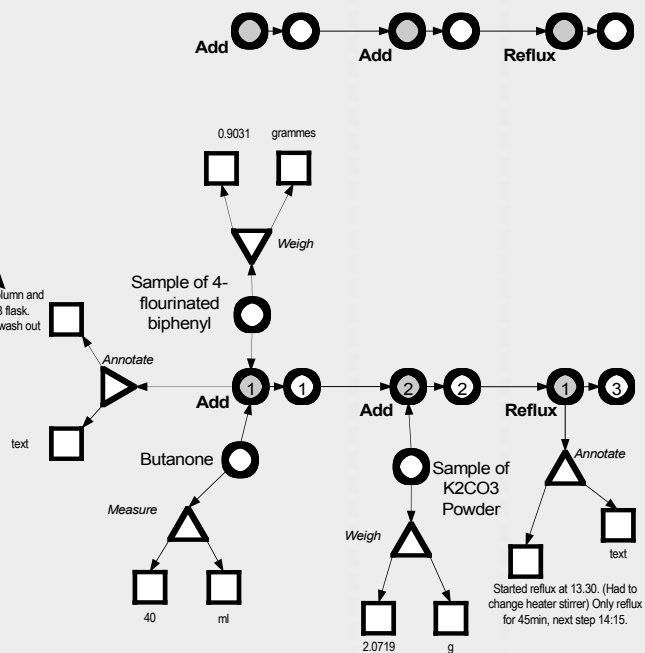 Add
Add
Reflux
0.9031
grammes
Weigh
Sample of 4-
flourinated
biphenyl
olumn and
3 flask.
wash out
Annotate
text
1
1
2
2
1
3
Add
Add
Reflux
Butanone
Measure
40
ml
Sample of
K2CO3
Powder
Weigh
2.0719
g
Annotate
text
Started reflux at 13.30. (Had to
change heater stirrer) Only reflux
for 45min, next step 14:15.